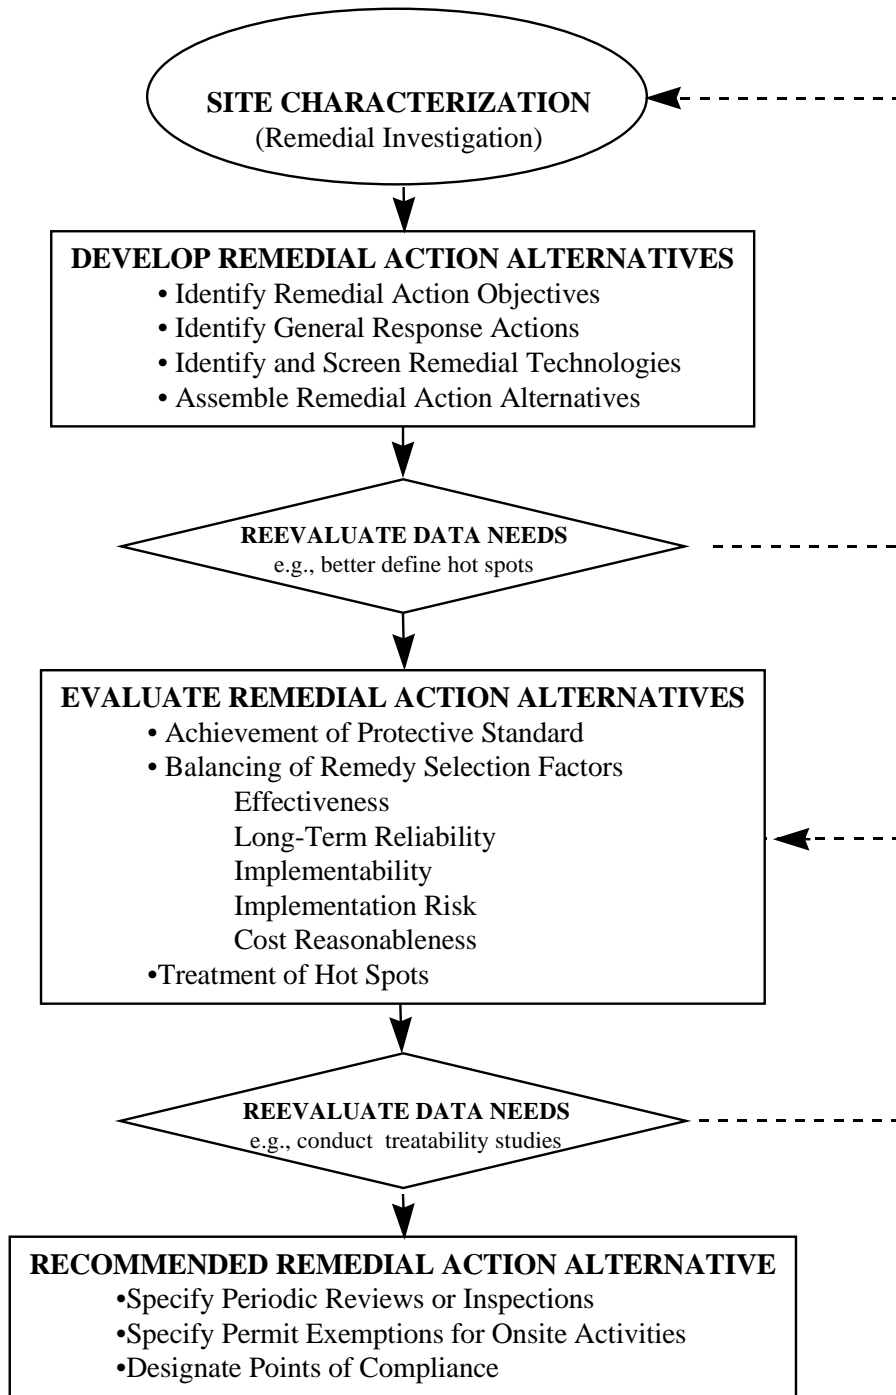 SITE CHARACTERIZATION
(Remedial Investigation)
DEVELOP REMEDIAL ACTION ALTERNATIVES
• Identify Remedial Action Objectives
• Identify General Response Actions
• Identify and Screen Remedial Technologies
• Assemble Remedial Action Alternatives
REEVALUATE DATA NEEDS
e.g., better define hot spots
EVALUATE REMEDIAL ACTION ALTERNATIVES
• Achievement of Protective Standard
• Balancing of Remedy Selection Factors
Effectiveness
Long-Term Reliability
Implementability
Implementation Risk
Cost Reasonableness
•Treatment of Hot Spots
REEVALUATE DATA NEEDS
e.g., conduct treatability studies
RECOMMENDED REMEDIAL ACTION ALTERNATIVE
•Specify Periodic Reviews or Inspections
•Specify Permit Exemptions for Onsite Activities
•Designate Points of Compliance